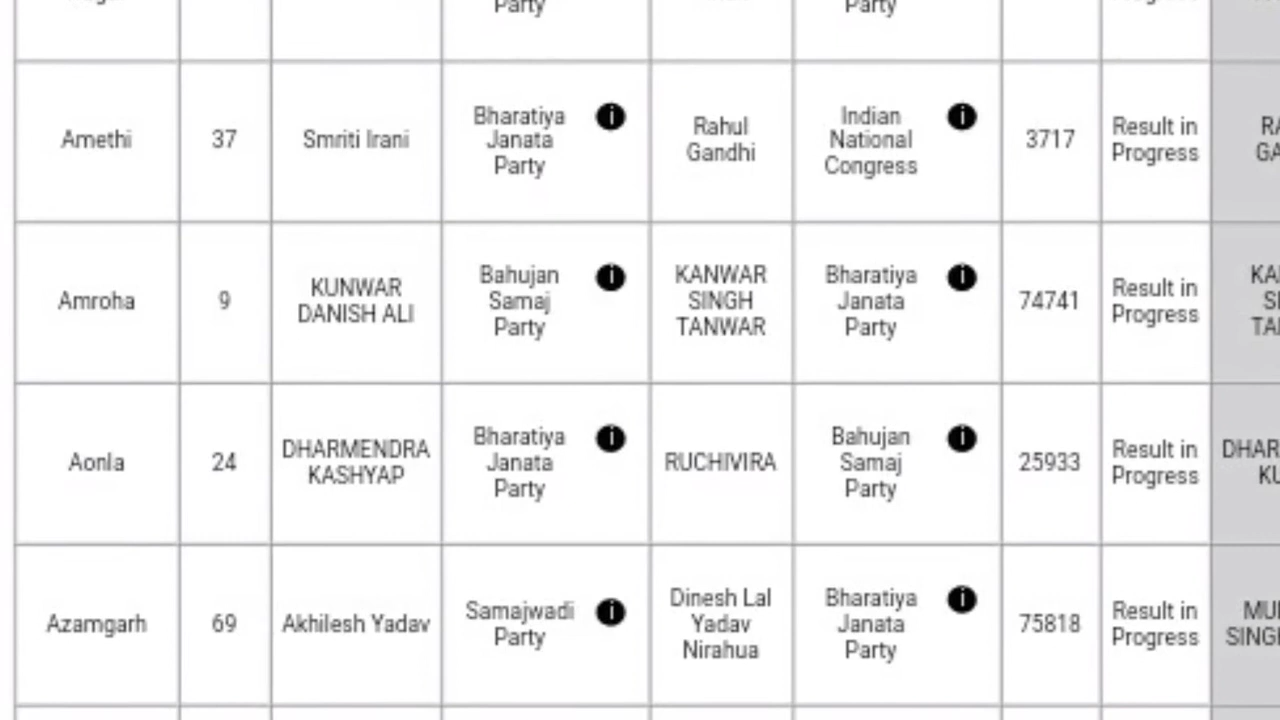 Party
Party
Amethi
37
Smriti Irani
Bharatiya
Janata
Party
i
Rahul
Gandhi
Indian
National
Congress
i
3717
Result in
Progress
Amroha
9
KUNWAR
DANISH ALI
Bahujan
Samaj
Party
i
KANWAR
SINGH
TANWAR
Bharatiya
Janata
Party
i
74741
Result in
Progress
Aonla
24
DHARMENDRA
KASHYAP
Bharatiya
Janata
Party
i
RUCHIVIRA
Bahujan
Samaj
Party
i
25933
Result in
Progress
Azamgarh
69
Akhilesh Yadav
Samajwadi
Party
i
Dinesh Lal
Yadav
Nirahua
Bharatiya
Janata
Party
i
75818
Result in
Progress